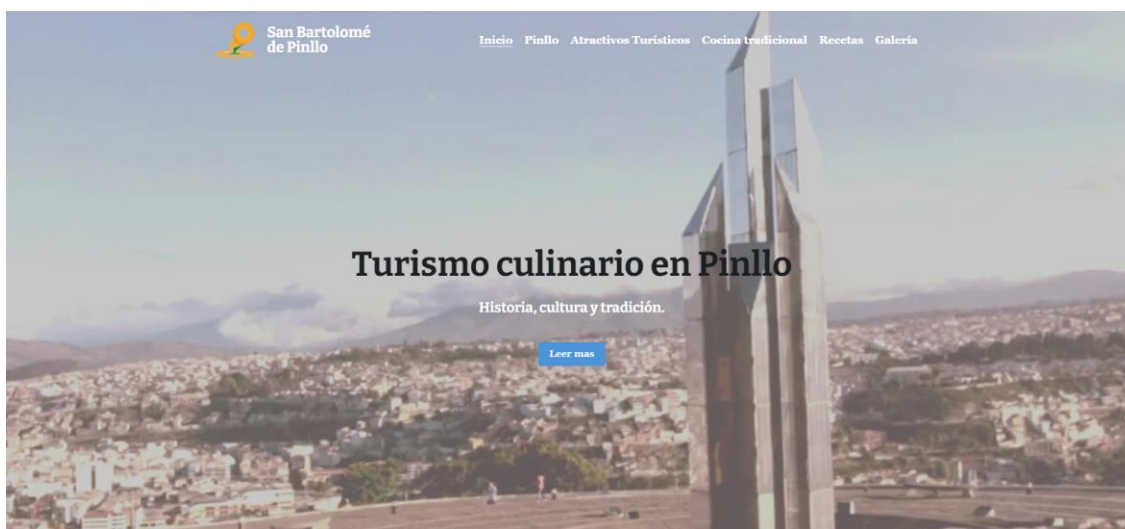 San Bartolomé
de Pinllo
Inicio Pinllo Atractivos Turísticos Cocina tradicional Recetas Galería
Turismo culinario en Pinllo
Historia, cultura y tradición.
Leer mas